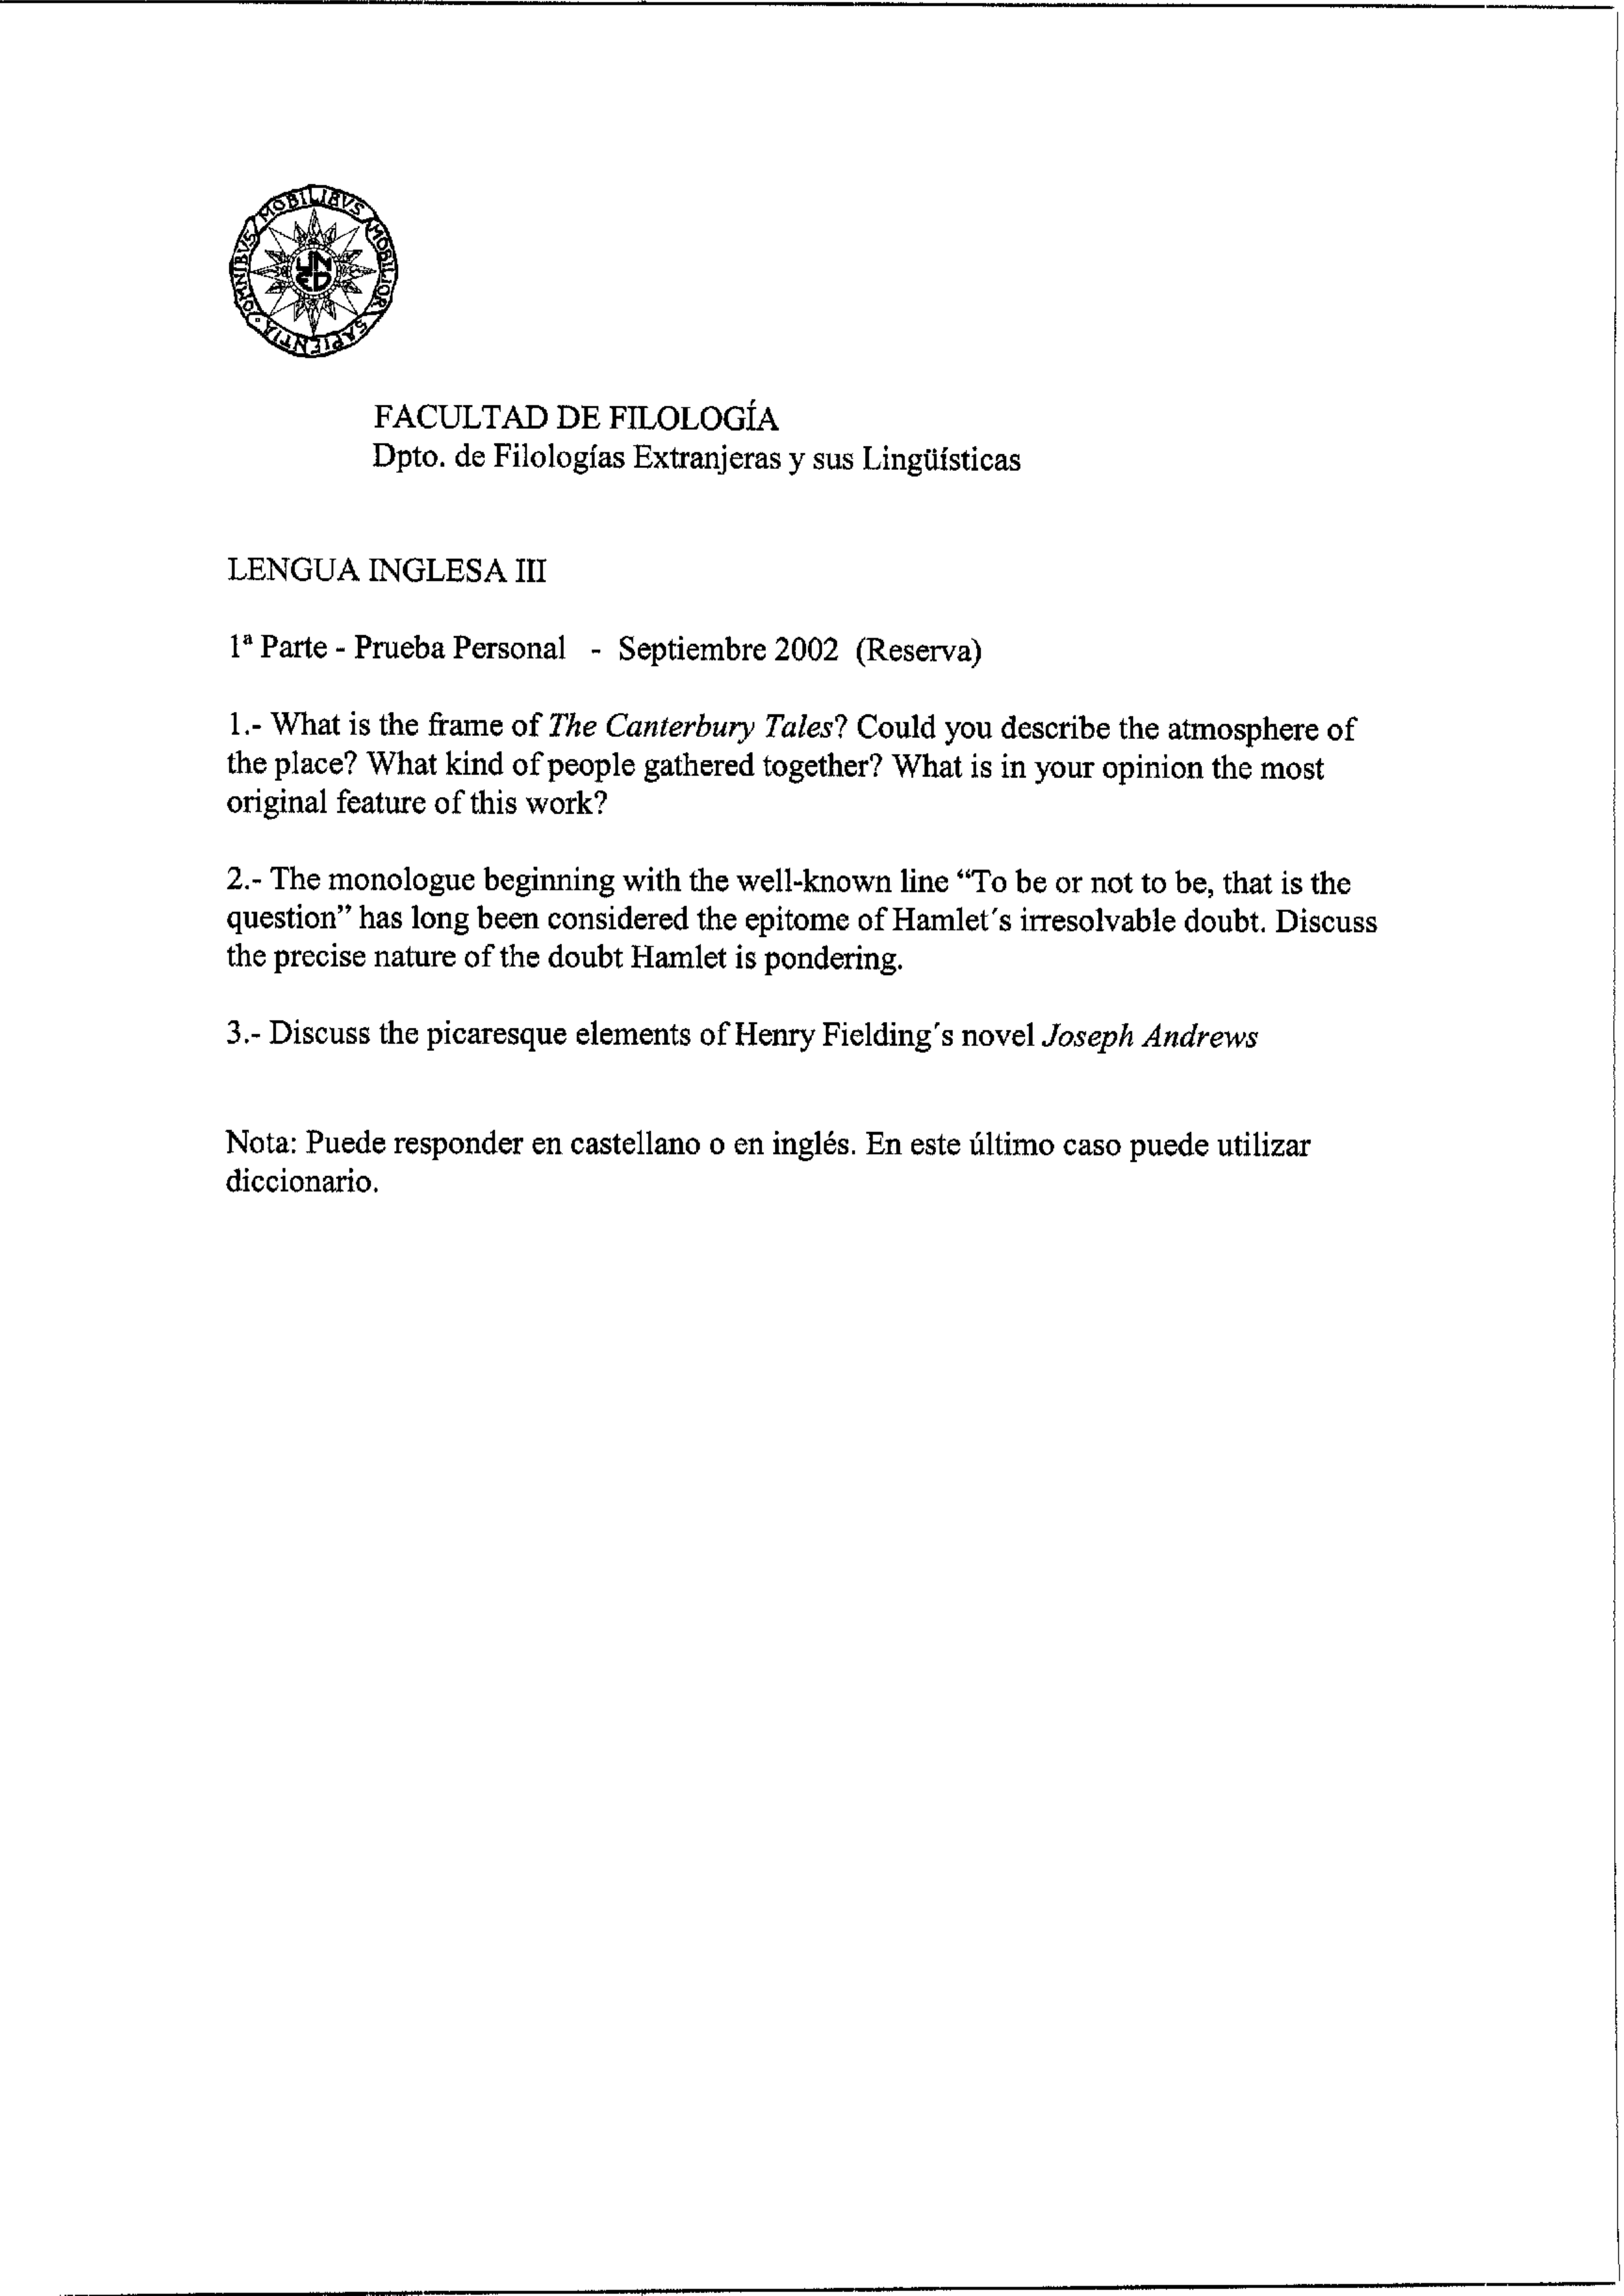 OMNIBVS MOBILIBVS MOBILIOR SAPIENTIA
UNED
FACULTAD DE FILOLOGÍA
Dpto. de Filologías Extranjeras y sus Lingüísticas
LENGUA INGLESA III
1ª Parte - Prueba Personal - Septiembre 2002 (Reserva)
1.- What is the frame of The Canterbury Tales? Could you describe the atmosphere of
the place? What kind of people gathered together? What is in your opinion the most
original feature of this work?
2.- The monologue beginning with the well-known line “To be or not to be, that is the
question” has long been considered the epitome of Hamlet´s irresolvable doubt. Discuss
the precise nature of the doubt Hamlet is pondering.
3.- Discuss the picaresque elements of Henry Fielding´s novel Joseph Andrews
Nota: Puede responder en castellano o en inglés. En este último caso puede utilizar
diccionario.